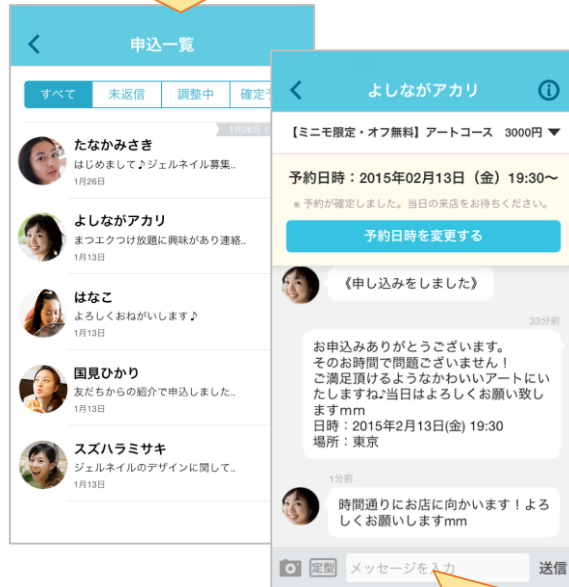 申込一覧
すべて
未返信
調整中
確定
1月26日
たなかみさき
はじめまして♪ジェルネイル募集..
1月26日
よしながアカリ
まつエクつけ放題に興味があり連絡..
1月13日
はなこ
よろしくおねがいします♪
1月13日
国見ひかり
友だちからの紹介で申込しました..
1月13日
スズハラミサキ
ジェルネイルのデザインに関して..
1月13日
よしながアカリ
【ミニモ限定・オフ無料】アートコース 3000円 ▼
予約日時：2015年02月13日（金）19:30〜
※ 予約が確定しました。当日の来店をお待ちください。
予約日時を変更する
《申し込みをしました》
33分前
お申込みありがとうございます。
そのお時間で問題ございません！
ご満足頂けるようなかわいいアートにい
たしますね♪当日はよろしくお願い致し
ますmm
日時：2015年2月13日(金) 19:30
場所：東京
1分前
時間通りにお店に向かいます！よろ
しくお願いしますmm
定型
メッセージを入力
送信